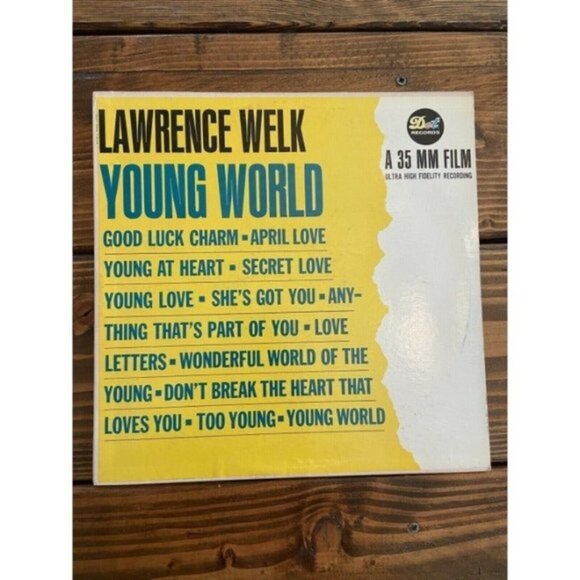 LAWRENCE WELK
YOUNG WORLD
GOOD LUCK CHARM ▪ APRIL LOVE
YOUNG AT HEART ▪ SECRET LOVE
YOUNG LOVE ▪ SHE'S GOT YOU ▪ ANY-
THING THAT'S PART OF YOU ▪ LOVE
LETTERS ▪ WONDERFUL WORLD OF THE
YOUNG ▪ DON'T BREAK THE HEART THAT
LOVES YOU ▪ TOO YOUNG ▪ YOUNG WORLD
Dot
RECORDS
A 35 MM FILM
ULTRA HIGH FIDELITY RECORDING